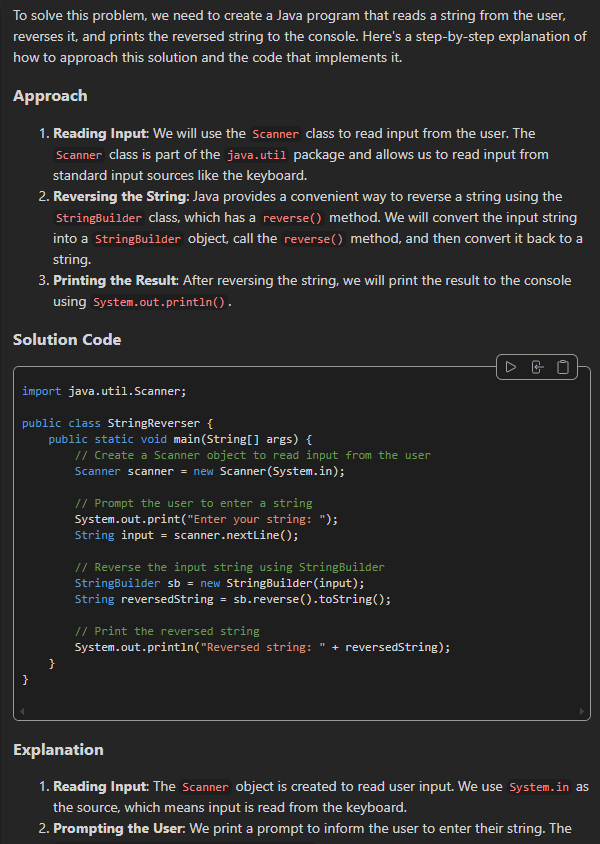 To solve this problem, we need to create a Java program that reads a string from the user,
reverses it, and prints the reversed string to the console. Here's a step-by-step explanation of
how to approach this solution and the code that implements it.
Approach
1. Reading Input: We will use the Scanner class to read input from the user. The
Scanner class is part of the java.util package and allows us to read input from
standard input sources like the keyboard.
2. Reversing the String: Java provides a convenient way to reverse a string using the
StringBuilder class, which has a reverse() method. We will convert the input string
into a StringBuilder object, call the reverse() method, and then convert it back to a
string.
3. Printing the Result: After reversing the string, we will print the result to the console
using System.out.println() .
Solution Code
import java.util.Scanner;
public class StringReverser {
    public static void main(String[] args) {
        // Create a Scanner object to read input from the user
        Scanner scanner = new Scanner(System.in);
        // Prompt the user to enter a string
        System.out.print("Enter your string: ");
        String input = scanner.nextLine();
        // Reverse the input string using StringBuilder
        StringBuilder sb = new StringBuilder(input);
        String reversedString = sb.reverse().toString();
        // Print the reversed string
        System.out.println("Reversed string: " + reversedString);
    }
}
Explanation
1. Reading Input: The Scanner object is created to read user input. We use System.in as
the source, which means input is read from the keyboard.
2. Prompting the User: We print a prompt to inform the user to enter their string. The